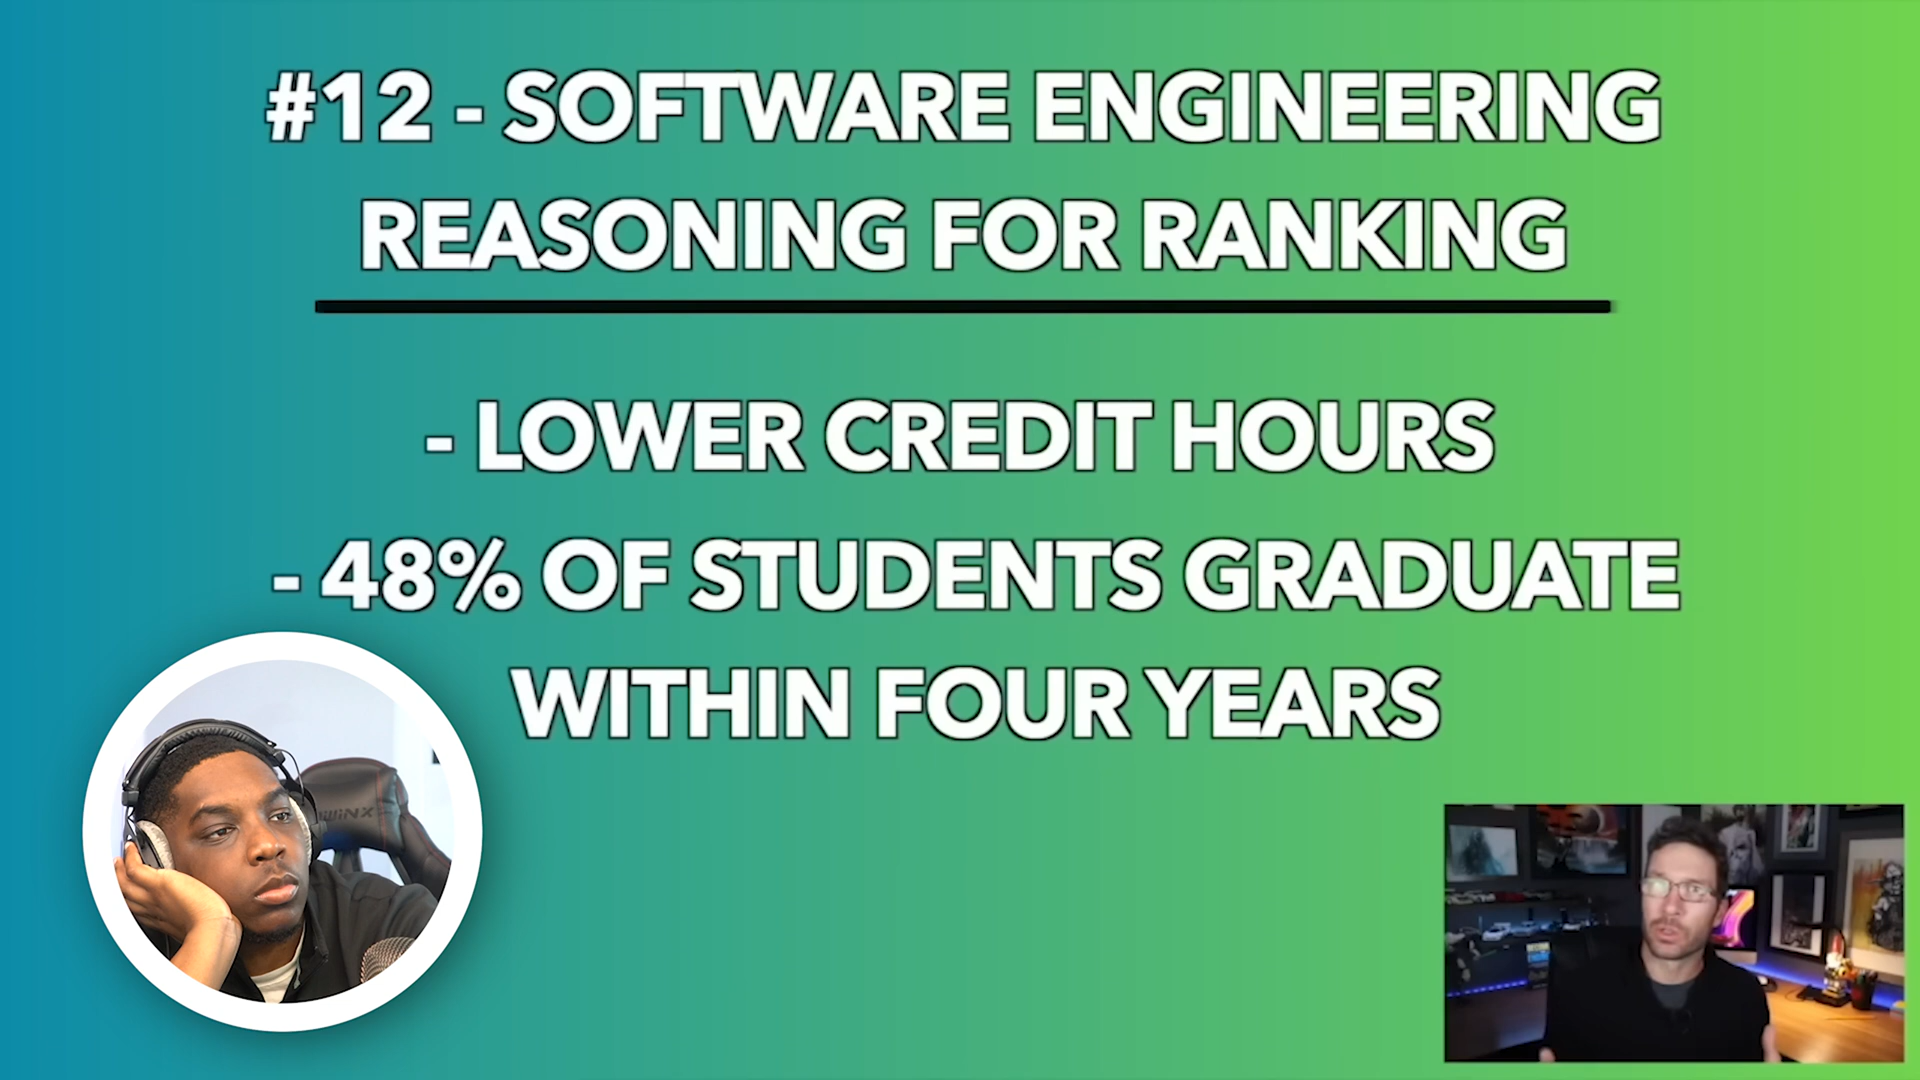 #12 - SOFTWARE ENGINEERING
REASONING FOR RANKING
- LOWER CREDIT HOURS
- 48% OF STUDENTS GRADUATE
WITHIN FOUR YEARS